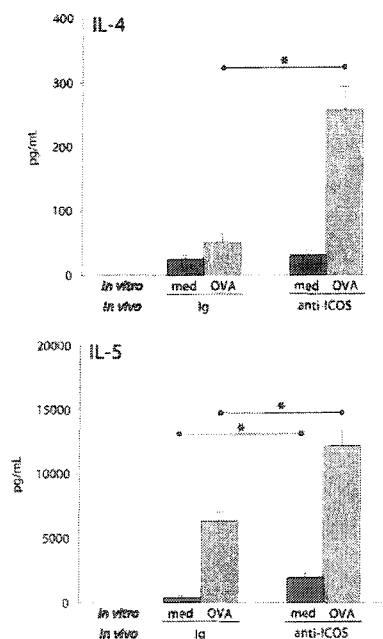 IL-4
400
300
200
100
0
pg/mL
*
In vitro med OVA med OVA
In vivo Ig anti-ICOS
IL-5
20000
15000
10000
5000
0
pg/mL
*
*
In vitro med OVA med OVA
In vivo Ig anti-ICOS